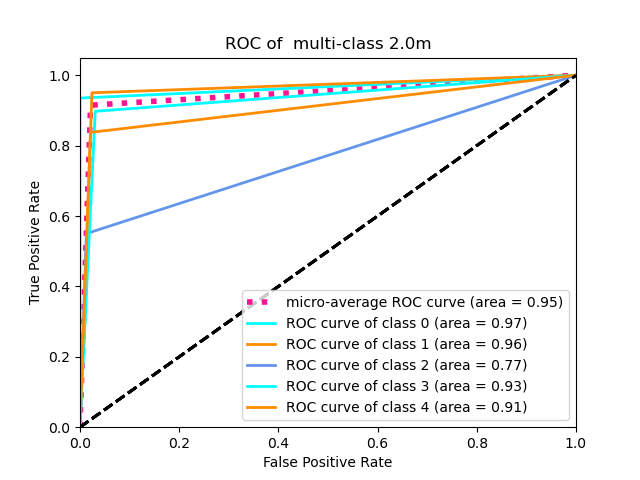 ROC of  multi-class 2.0m
True Positive Rate
1.0
0.8
0.6
0.4
0.2
0.0
micro-average ROC curve (area = 0.95)
ROC curve of class 0 (area = 0.97)
ROC curve of class 1 (area = 0.96)
ROC curve of class 2 (area = 0.77)
ROC curve of class 3 (area = 0.93)
ROC curve of class 4 (area = 0.91)
0.0 0.2 0.4 0.6 0.8 1.0
False Positive Rate